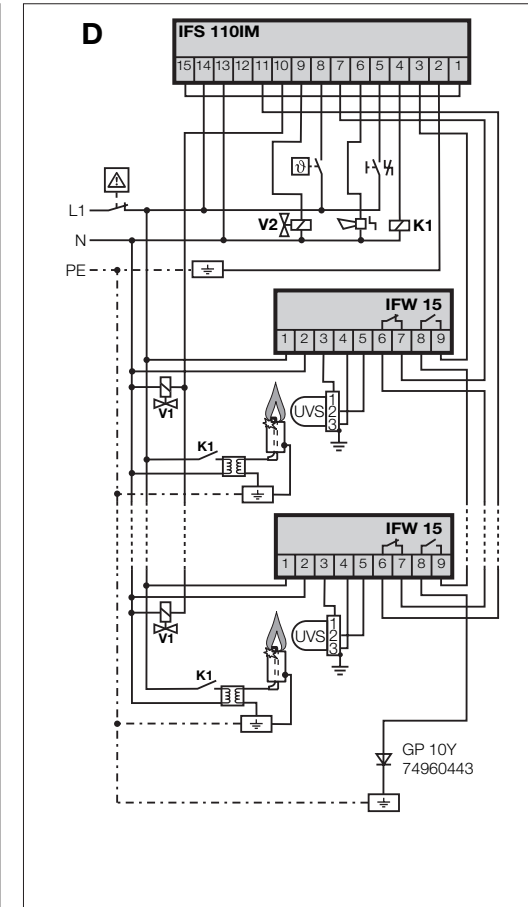 D
IFS 110IM
15 14 13 12 11 10 9 8 7 6 5 4 3 2 1
ϑ
L1
V2
K1
N
PE
IFW 15
1 2 3 4 5 6 7 8 9
V1
UVS
1
2
3
K1
IFW 15
1 2 3 4 5 6 7 8 9
V1
UVS
1
2
3
K1
GP 10Y
74960443